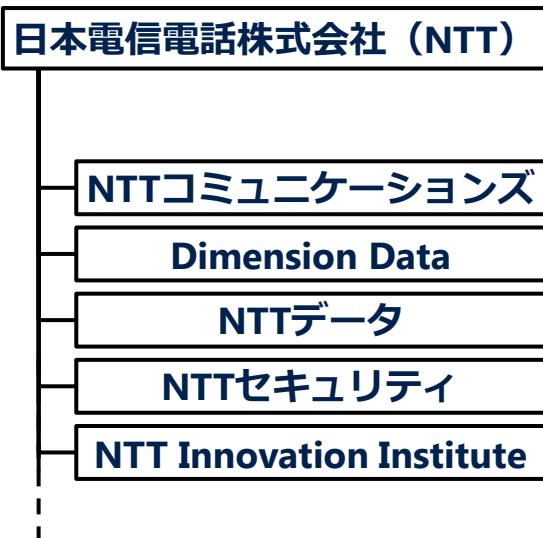 日本電信電話株式会社（NTT）
NTTコミュニケーションズ
Dimension Data
NTTデータ
NTTセキュリティ
NTT Innovation Institute